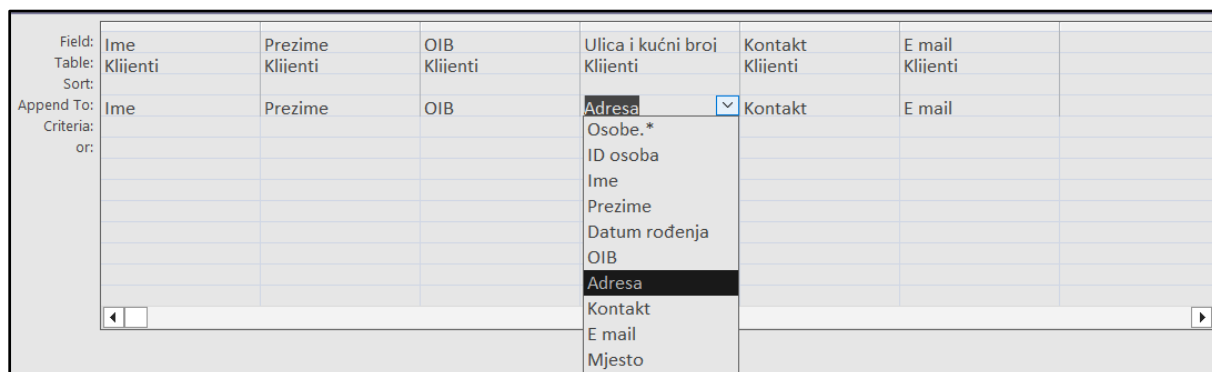 Field: Ime Prezime OIB Ulica i kućni broj Kontakt E mail
Table: Klijenti Klijenti Klijenti Klijenti Klijenti Klijenti
Sort:
Append To: Ime Prezime OIB Adresa Kontakt E mail
Criteria:
or:
Osobe.*
ID osoba
Ime
Prezime
Datum rođenja
OIB
Adresa
Kontakt
E mail
Mjesto